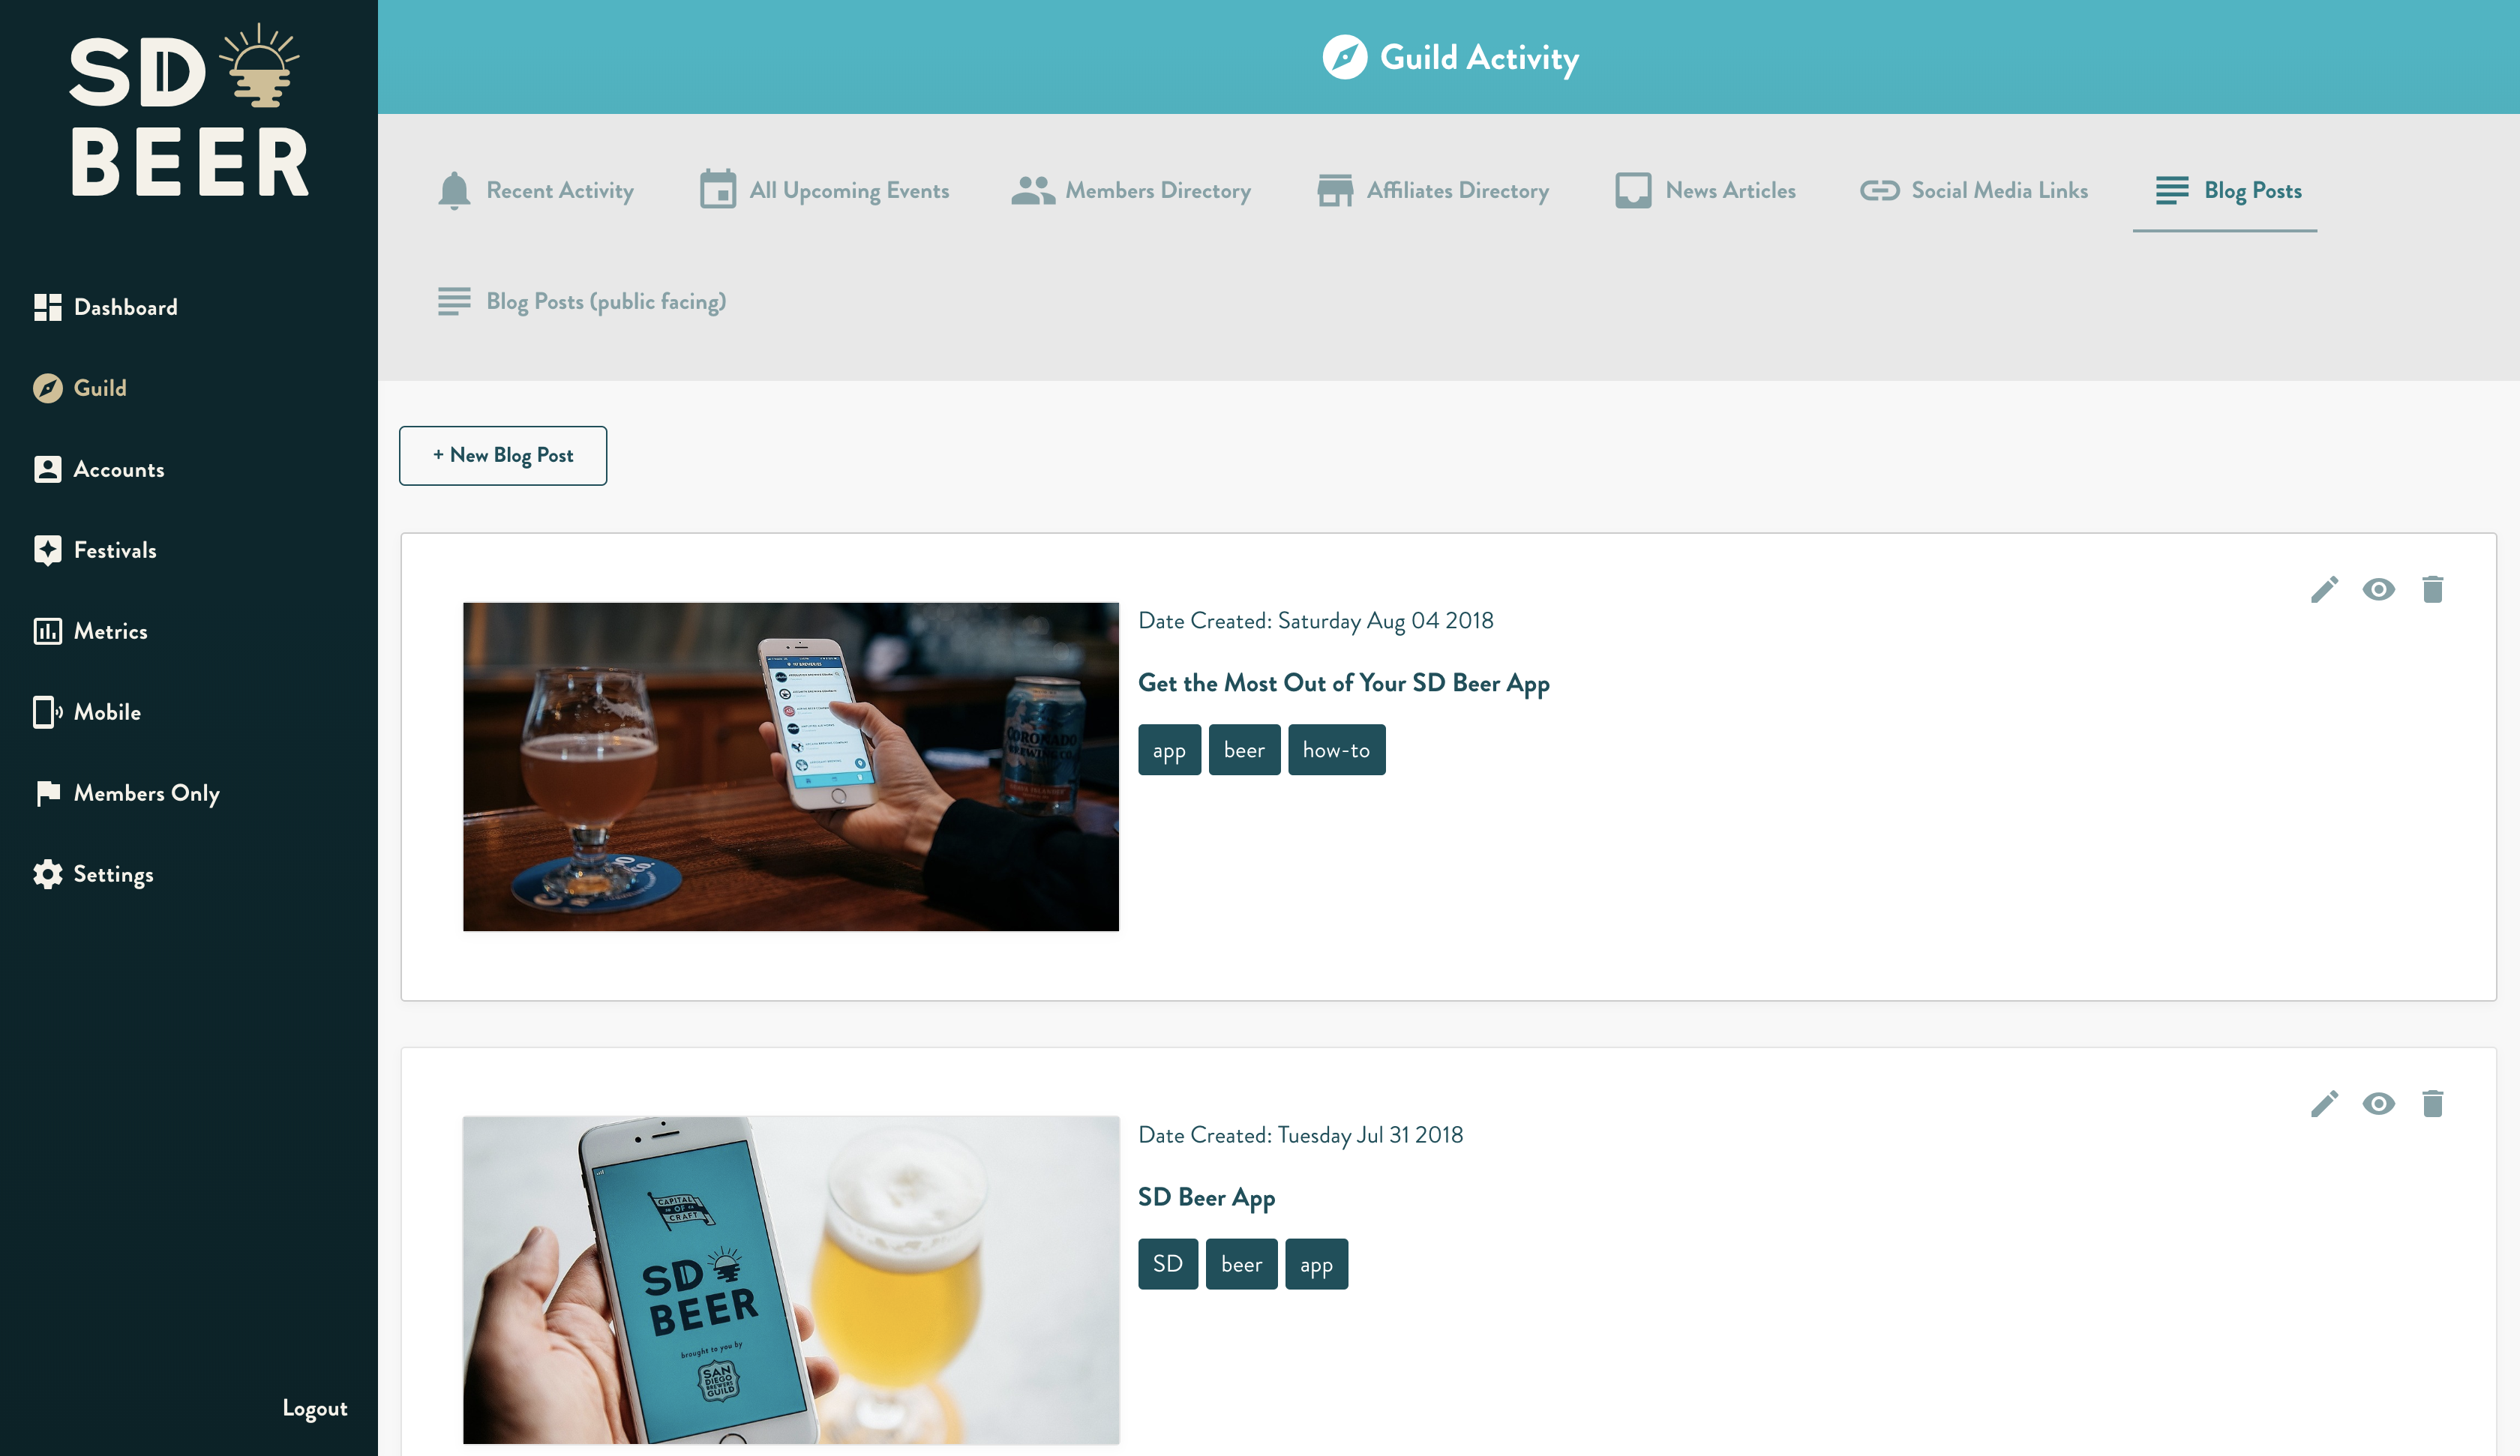 SD
BEER
Dashboard
Guild
Accounts
Festivals
Metrics
Mobile
Members Only
Settings
Logout
Guild Activity
Recent Activity
All Upcoming Events
Members Directory
Affiliates Directory
News Articles
Social Media Links
Blog Posts
Blog Posts (public facing)
+ New Blog Post
CORONADO
BREWING CO.
Date Created: Saturday Aug 04 2018
Get the Most Out of Your SD Beer App
app beer how-to
CAPITAL
OF
CRAFT
SD
BEER
brought to you by
SAN
DIEGO
BREWERS
GUILD
Date Created: Tuesday Jul 31 2018
SD Beer App
SD beer app